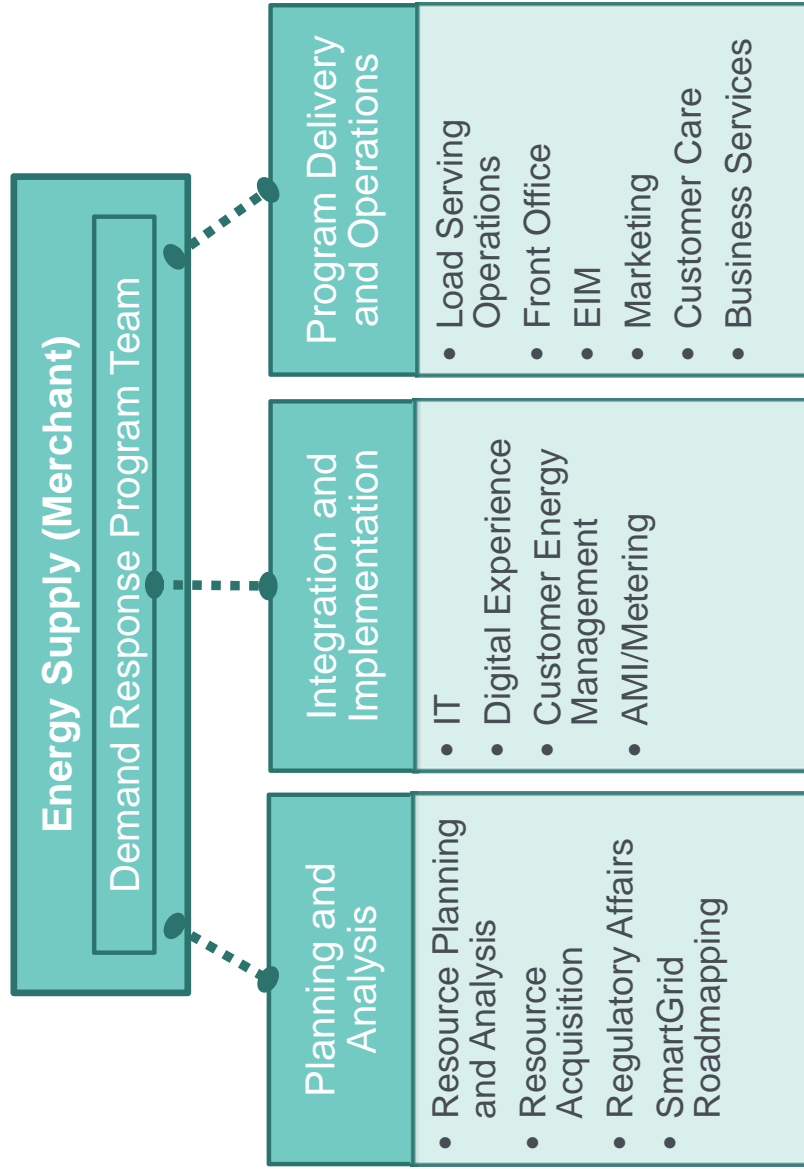 Energy Supply (Merchant)
Demand Response Program Team
Planning and
Analysis
• Resource Planning
and Analysis
• Resource
Acquisition
• Regulatory Affairs
• SmartGrid
Roadmapping
Integration and
Implementation
• IT
• Digital Experience
• Customer Energy
Management
• AMI/Metering
Program Delivery
and Operations
• Load Serving
Operations
• Front Office
• EIM
• Marketing
• Customer Care
• Business Services